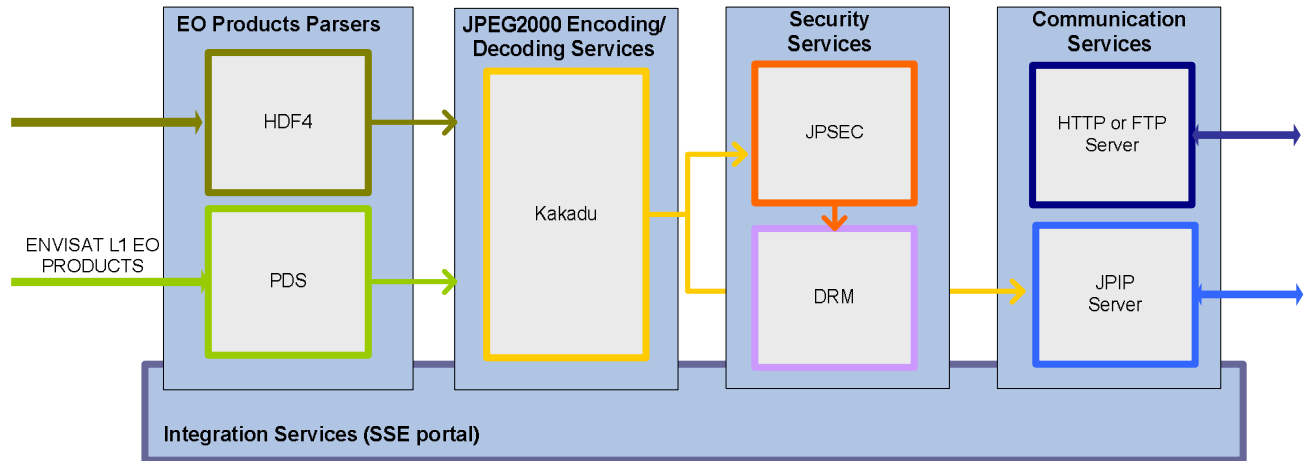 EO Products Parsers
HDF4
ENVISAT L1 EO
PRODUCTS
PDS
JPEG2000 Encoding/
Decoding Services
Kakadu
Security
Services
JPSEC
DRM
Communication
Services
HTTP or FTP
Server
JPIP
Server
Integration Services (SSE portal)